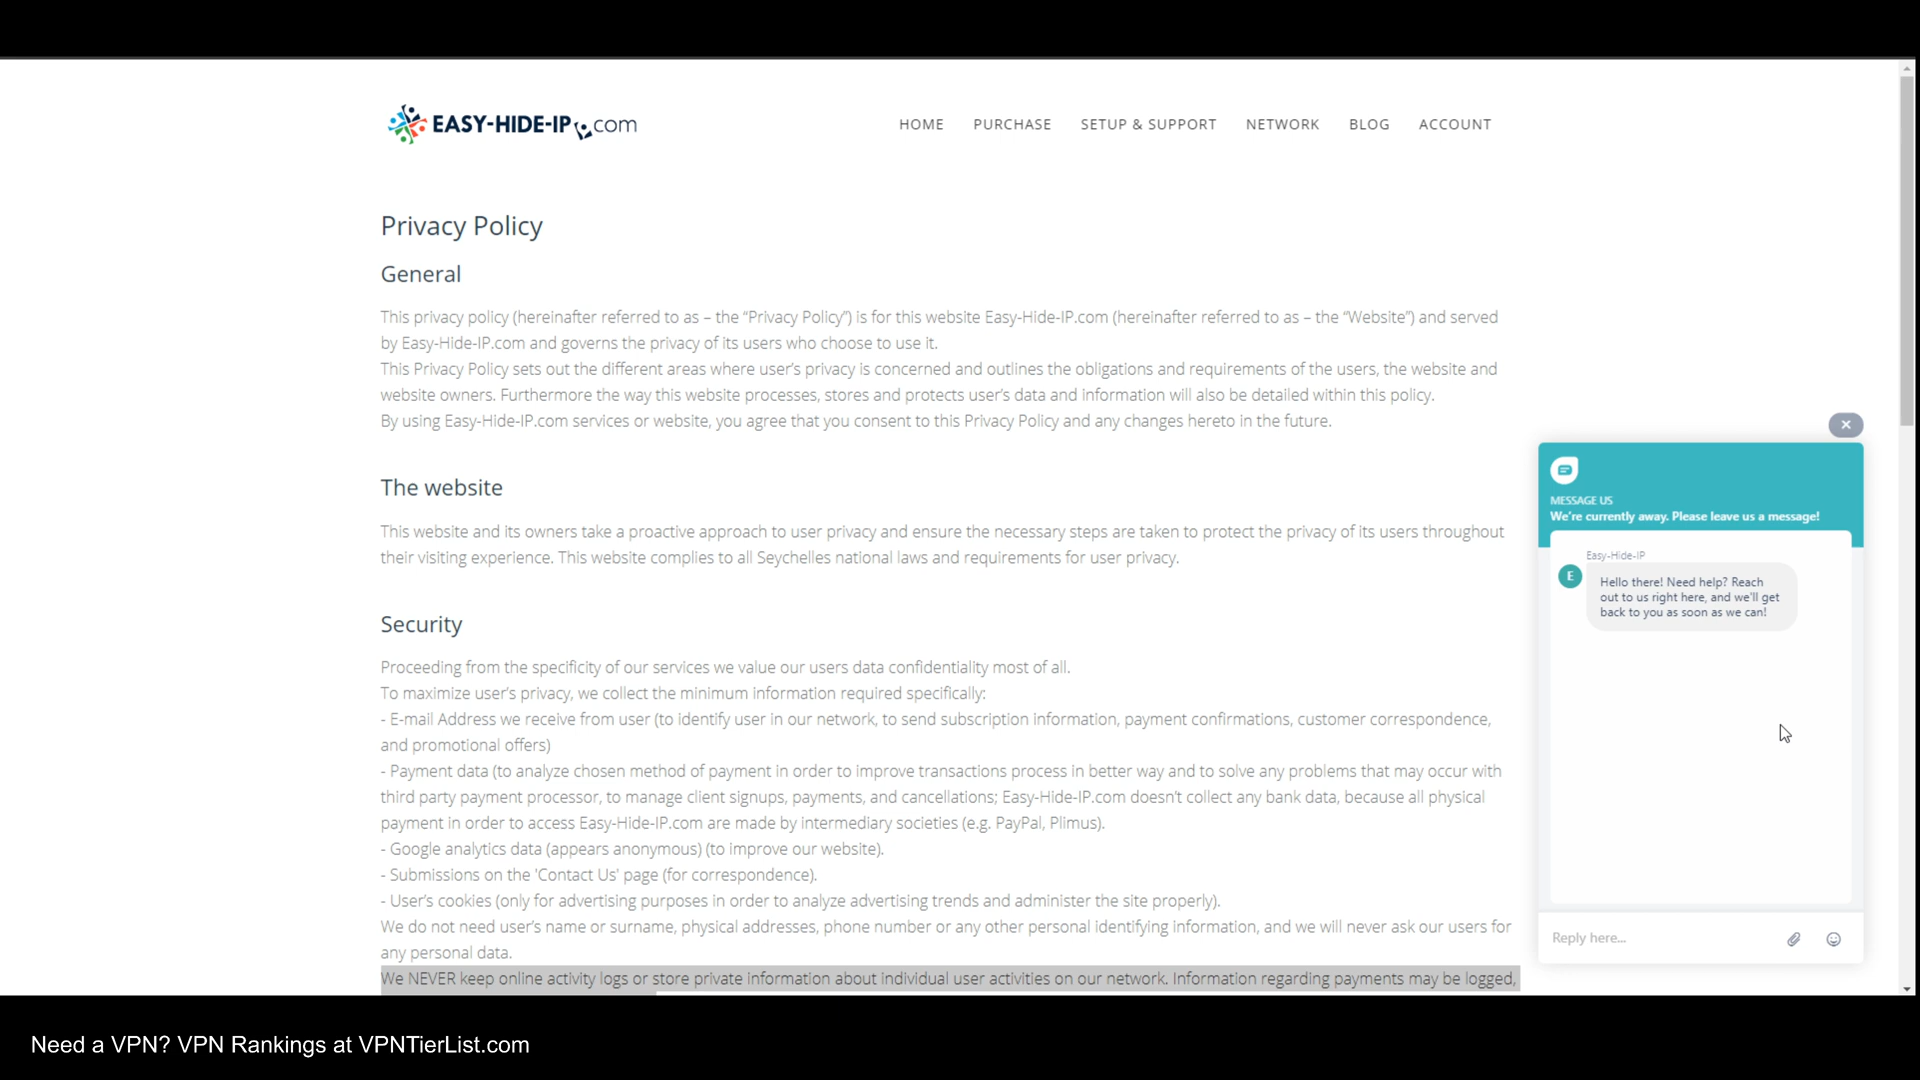 EASY-HIDE-IP.com
HOME PURCHASE SETUP & SUPPORT NETWORK BLOG ACCOUNT
Privacy Policy
General
This privacy policy (hereinafter referred to as – the “Privacy Policy”) is for this website Easy-Hide-IP.com (hereinafter referred to as – the “Website”) and served
by Easy-Hide-IP.com and governs the privacy of its users who choose to use it.
This Privacy Policy sets out the different areas where user’s privacy is concerned and outlines the obligations and requirements of the users, the website and
website owners. Furthermore the way this website processes, stores and protects user’s data and information will also be detailed within this policy.
By using Easy-Hide-IP.com services or website, you agree that you consent to this Privacy Policy and any changes hereto in the future.
The website
This website and its owners take a proactive approach to user privacy and ensure the necessary steps are taken to protect the privacy of its users throughout
their visiting experience. This website complies to all Seychelles national laws and requirements for user privacy.
Security
Proceeding from the specificity of our services we value our users data confidentiality most of all.
To maximize user’s privacy, we collect the minimum information required specifically:
- E-mail Address we receive from user (to identify user in our network, to send subscription information, payment confirmations, customer correspondence,
and promotional offers)
- Payment data (to analyze chosen method of payment in order to improve transactions process in better way and to solve any problems that may occur with
third party payment processor, to manage client signups, payments, and cancellations; Easy-Hide-IP.com doesn’t collect any bank data, because all physical
payment in order to access Easy-Hide-IP.com are made by intermediary societies (e.g. PayPal, Plimus).
- Google analytics data (appears anonymous) (to improve our website).
- Submissions on the 'Contact Us' page (for correspondence).
- User’s cookies (only for advertising purposes in order to analyze advertising trends and administer the site properly).
We do not need user’s name or surname, physical addresses, phone number or any other personal identifying information, and we will never ask our users for
any personal data.
We NEVER keep online activity logs or store private information about individual user activities on our network. Information regarding payments may be logged,
MESSAGE US
We're currently away. Please leave us a message!
Easy-Hide-IP
E
Hello there! Need help? Reach
out to us right here, and we'll get
back to you as soon as we can!
Reply here...
Need a VPN? VPN Rankings at VPNTierList.com